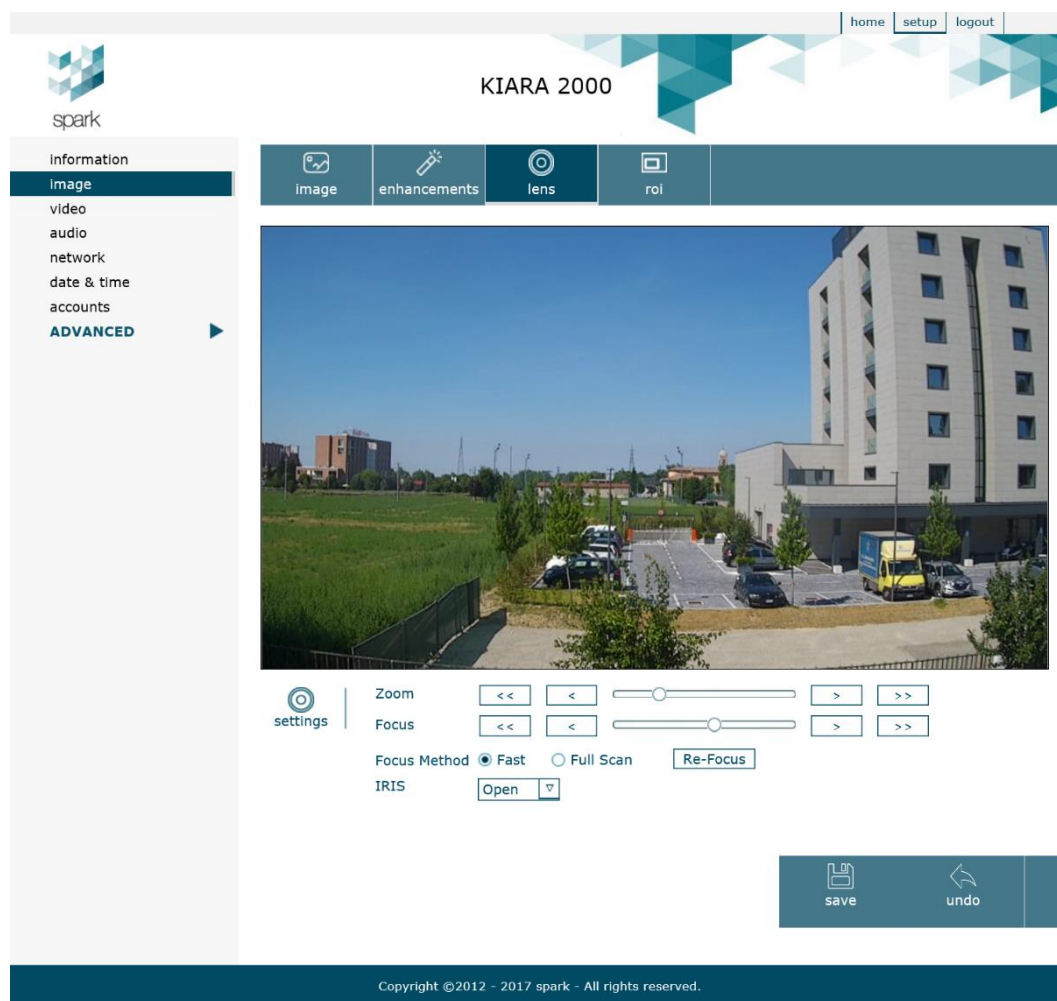 home setup logout
spark
KIARA 2000
information
image
video
audio
network
date & time
accounts
ADVANCED
image enhancements lens roi
settings
Zoom << < > >>
Focus << < > >>
Focus Method Fast Full Scan Re-Focus
IRIS Open
save undo
Copyright ©2012 - 2017 spark - All rights reserved.